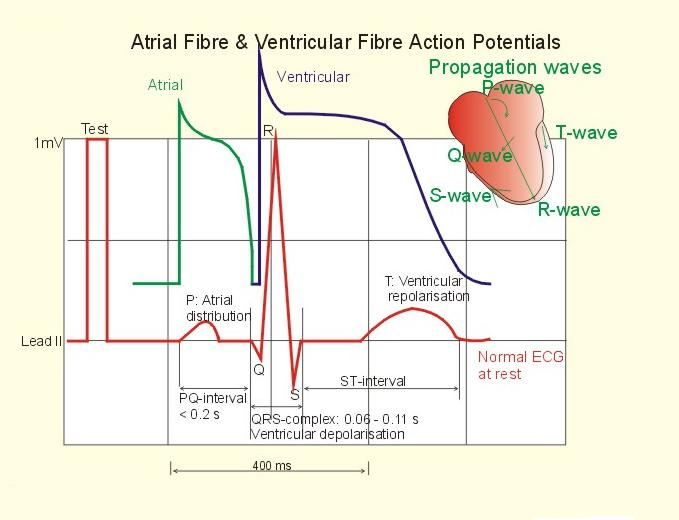 Atrial Fibre & Ventricular Fibre Action Potentials
Propagation waves
Atrial
Ventricular
P-wave
Test
R
1mV
T-wave
Q-wave
S-wave
R-wave
T: Ventricular
repolarisation
P: Atrial
distribution
Lead II
Normal ECG
at rest
Q
S
ST-interval
PQ-interval
< 0.2 s
QRS-complex: 0.06 - 0.11 s
Ventricular depolarisation
400 ms